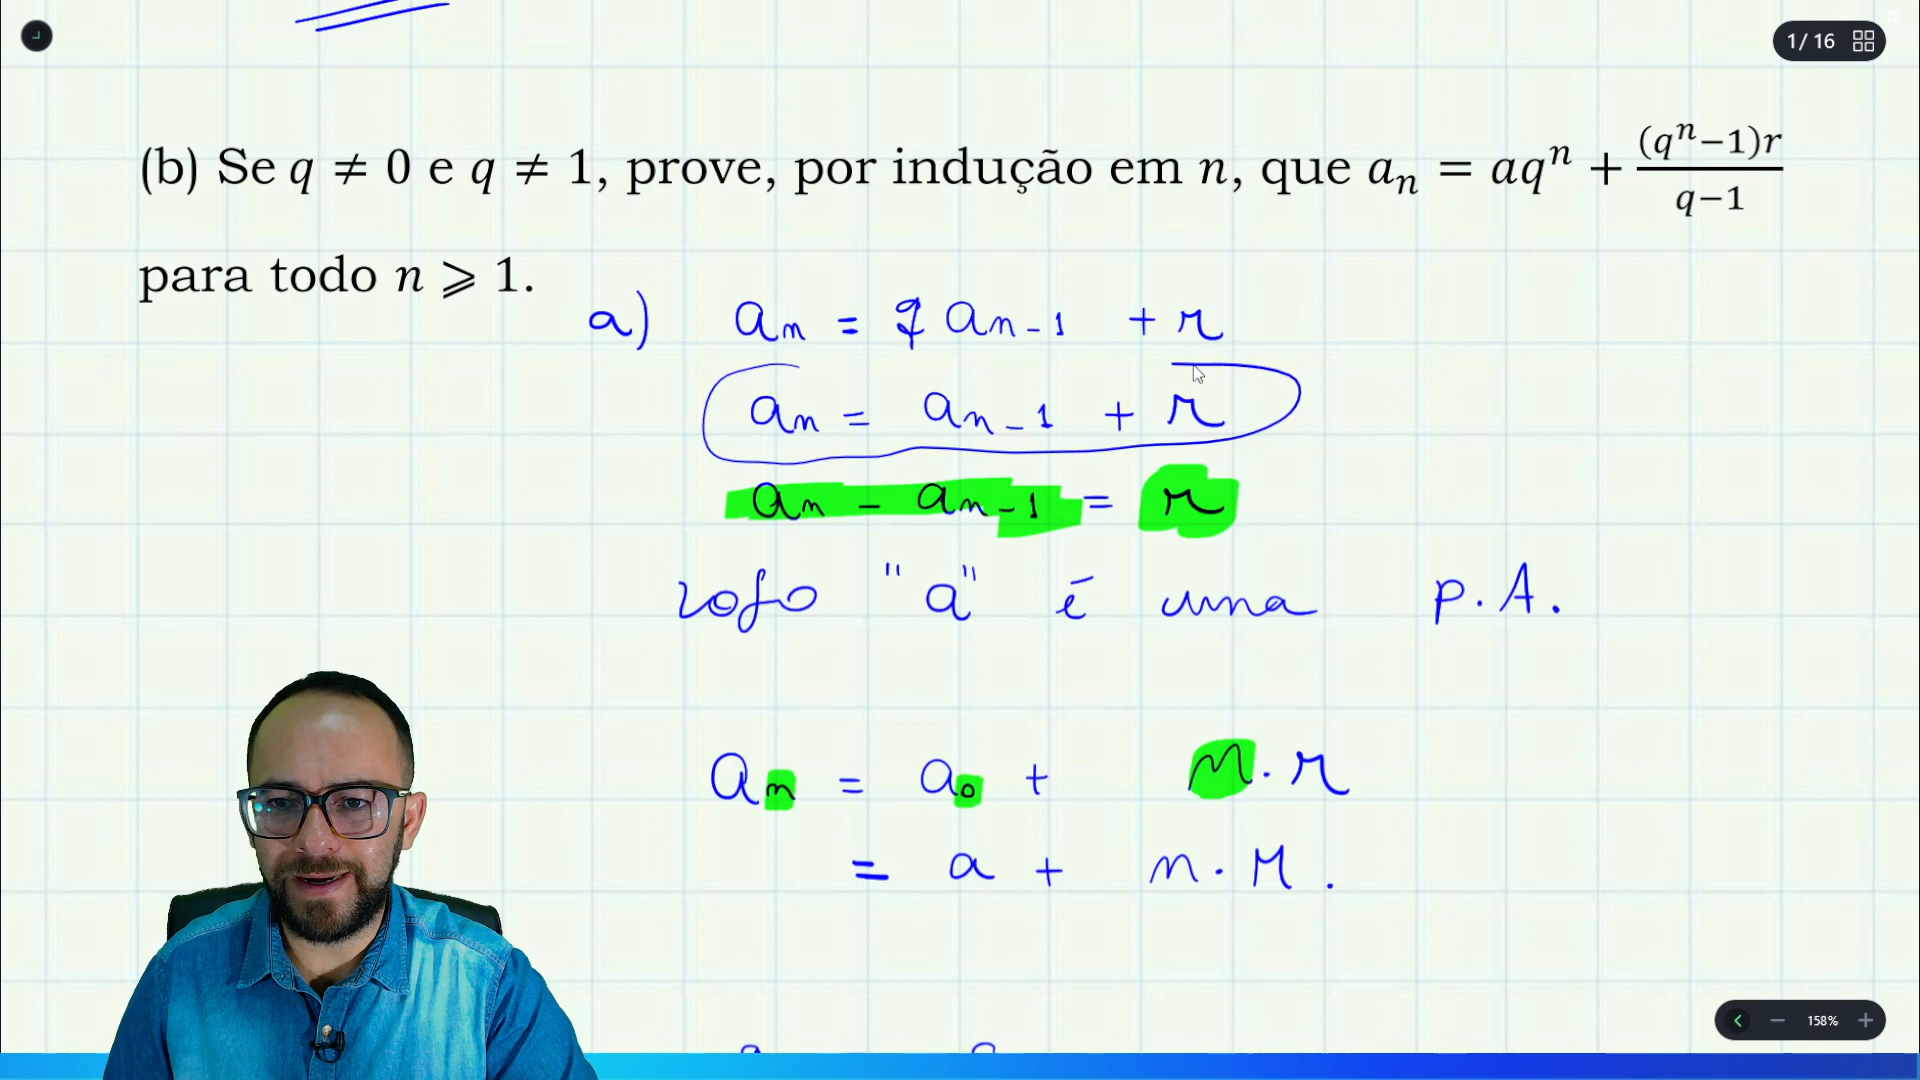 1 / 16
(b) Se q ≠ 0 e q ≠ 1, prove, por indução em n, que aₙ = aqⁿ + (qⁿ−1)r/(q−1)
para todo n ⩾ 1.
a) aₙ = q aₙ₋₁ + r
aₙ = aₙ₋₁ + r
aₙ − aₙ₋₁ = r
Logo "a" é uma P.A.
aₙ = a₀ + n · r
= a + n · r .
158%